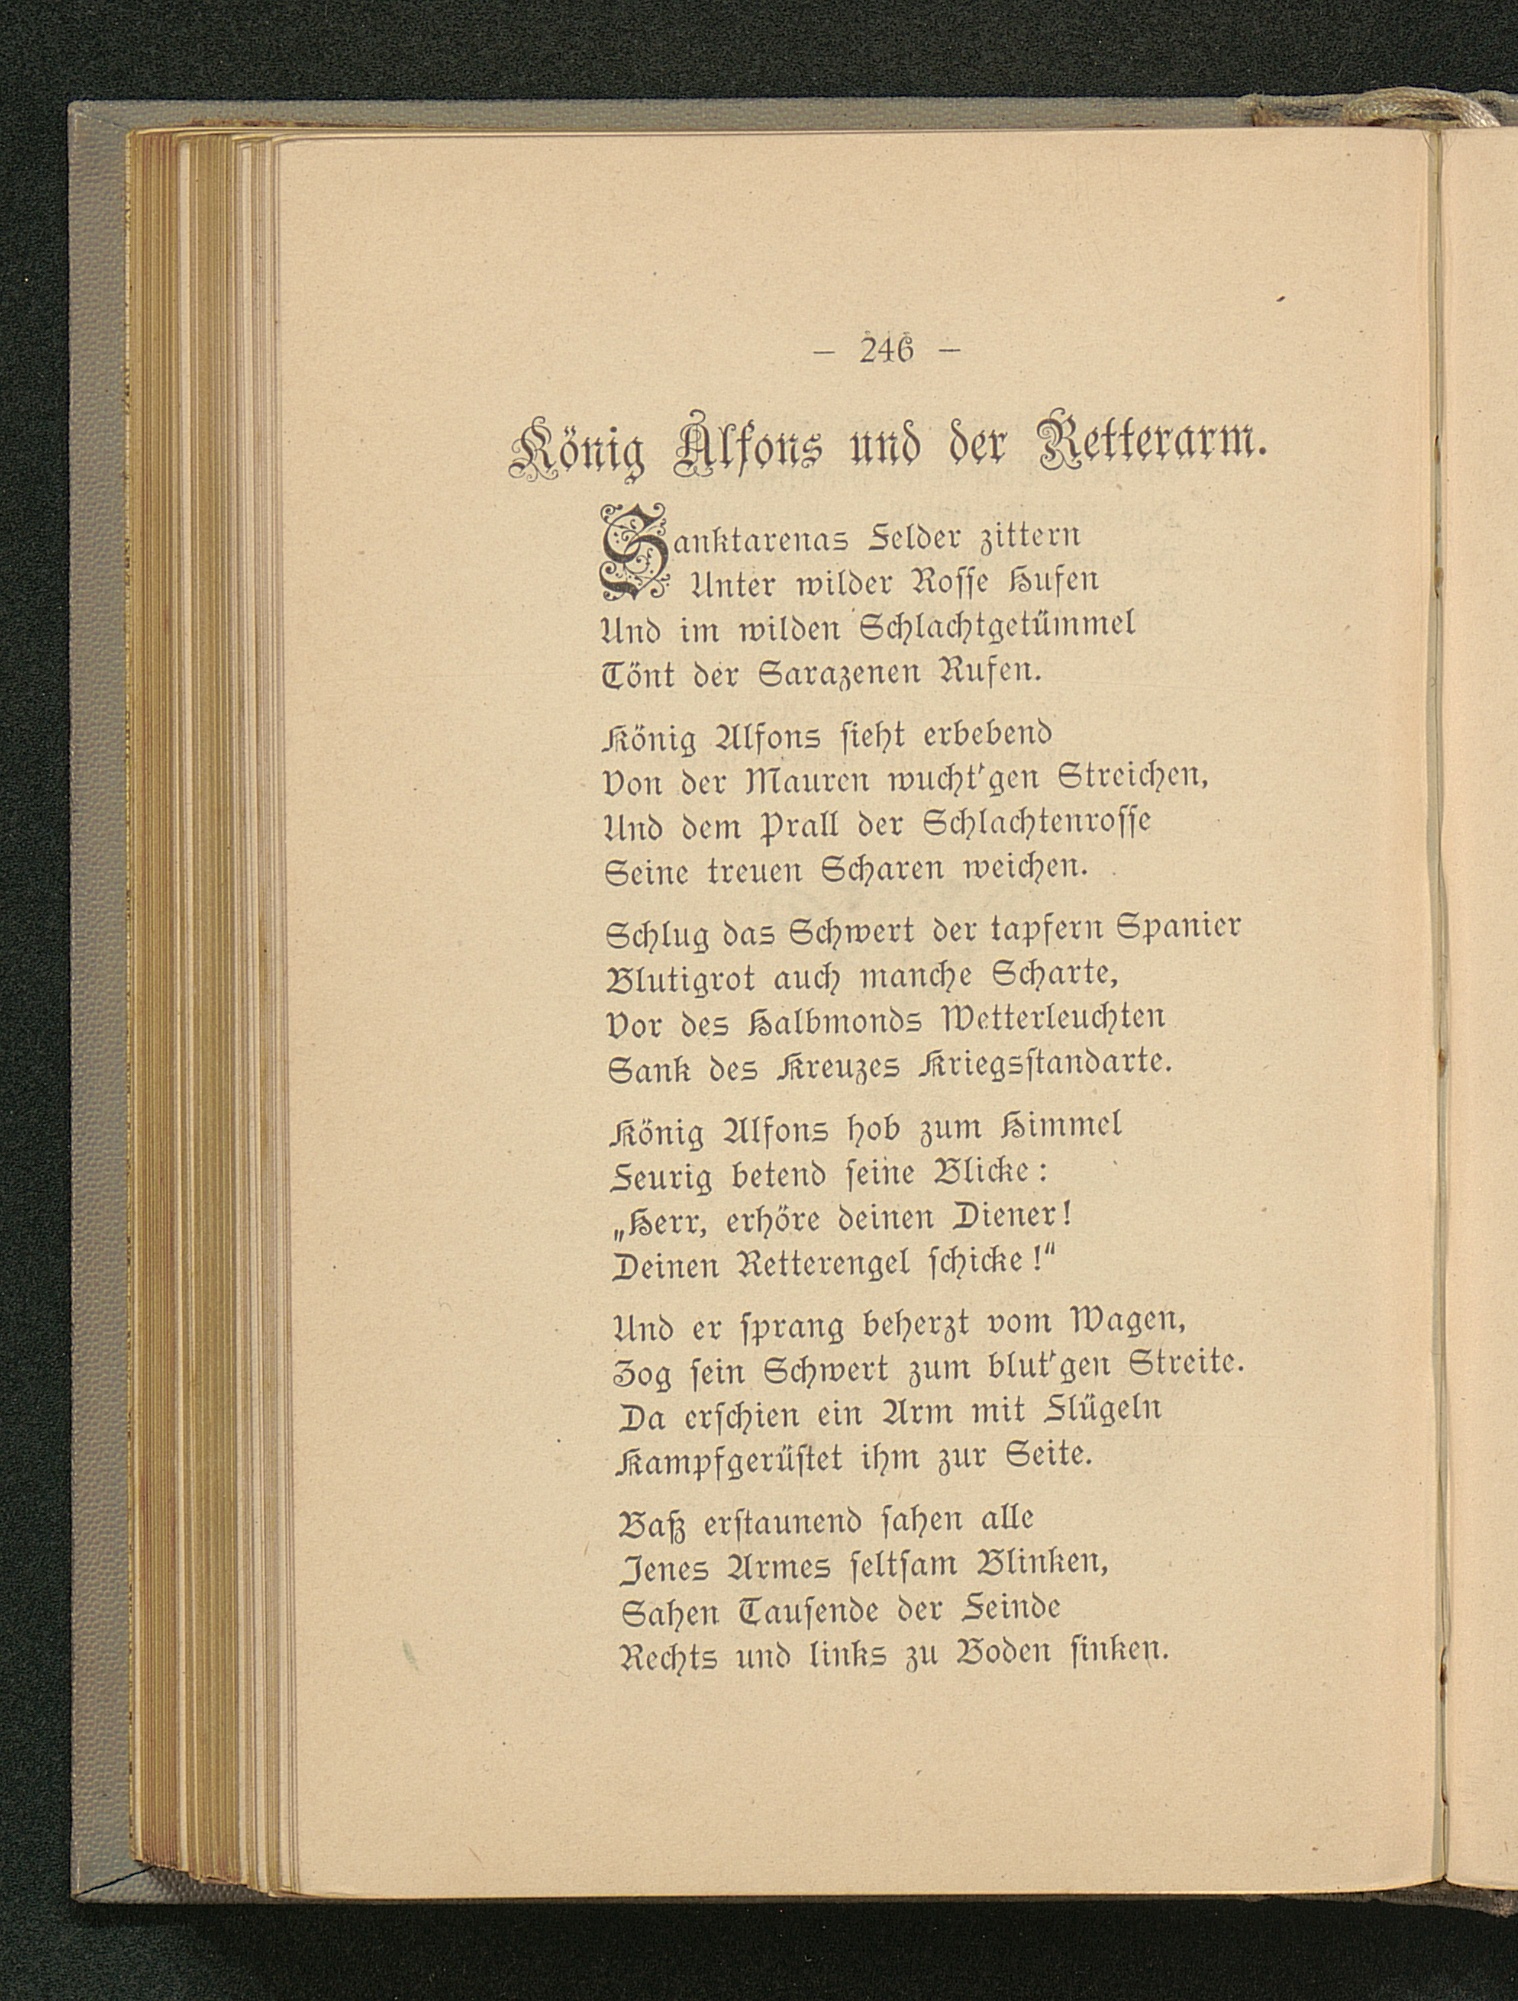 — 246 —
König Alfons und der Retterarm.
Sanktarenas Felder zittern
Unter wilder Rosse Hufen
Und im wilden Schlachtgetümmel
Tönt der Sarazenen Rufen.
König Alfons sieht erbebend
Von der Mauren wucht'gen Streichen,
Und dem Prall der Schlachtenrosse
Seine treuen Scharen weichen.
Schlug das Schwert der tapfern Spanier
Blutigrot auch manche Scharte,
Vor des Halbmonds Wetterleuchten
Sank des Kreuzes Kriegsstandarte.
König Alfons hob zum Himmel
Feurig betend seine Blicke:
„Herr, erhöre deinen Diener!
Deinen Retterengel schicke!“
Und er sprang beherzt vom Wagen,
Zog sein Schwert zum blut'gen Streite.
Da erschien ein Arm mit Flügeln
Kampfgerüstet ihm zur Seite.
Baß erstaunend sahen alle
Jenes Armes seltsam Blinken,
Sahen Tausende der Feinde
Rechts und links zu Boden sinken.